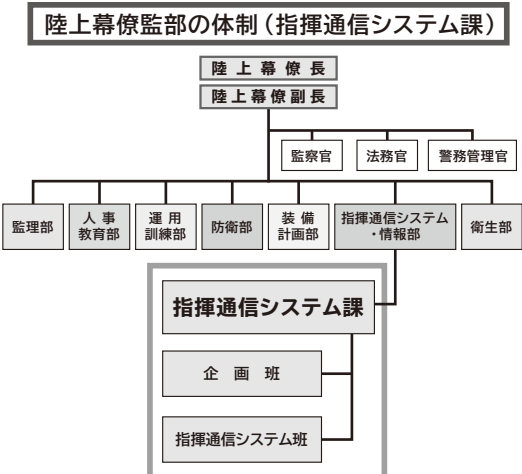 陸上幕僚監部の体制（指揮通信システム課）
陸上幕僚長
陸上幕僚副長
監察官
法務官
警務管理官
監理部
人事
教育部
運用
訓練部
防衛部
装備
計画部
指揮通信システム
・情報部
衛生部
指揮通信システム課
企画班
指揮通信システム班